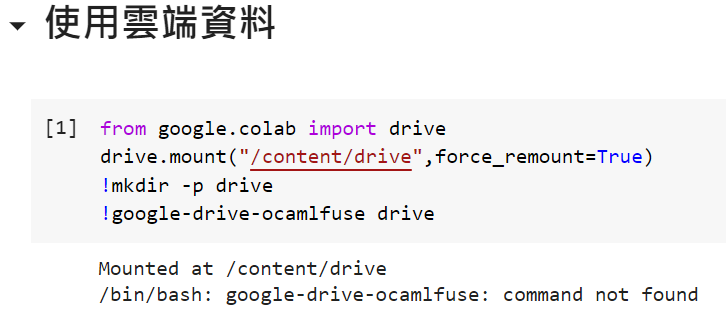 使用雲端資料
[1] from google.colab import drive
drive.mount("/content/drive",force_remount=True)
!mkdir -p drive
!google-drive-ocamlfuse drive
Mounted at /content/drive
/bin/bash: google-drive-ocamlfuse: command not found